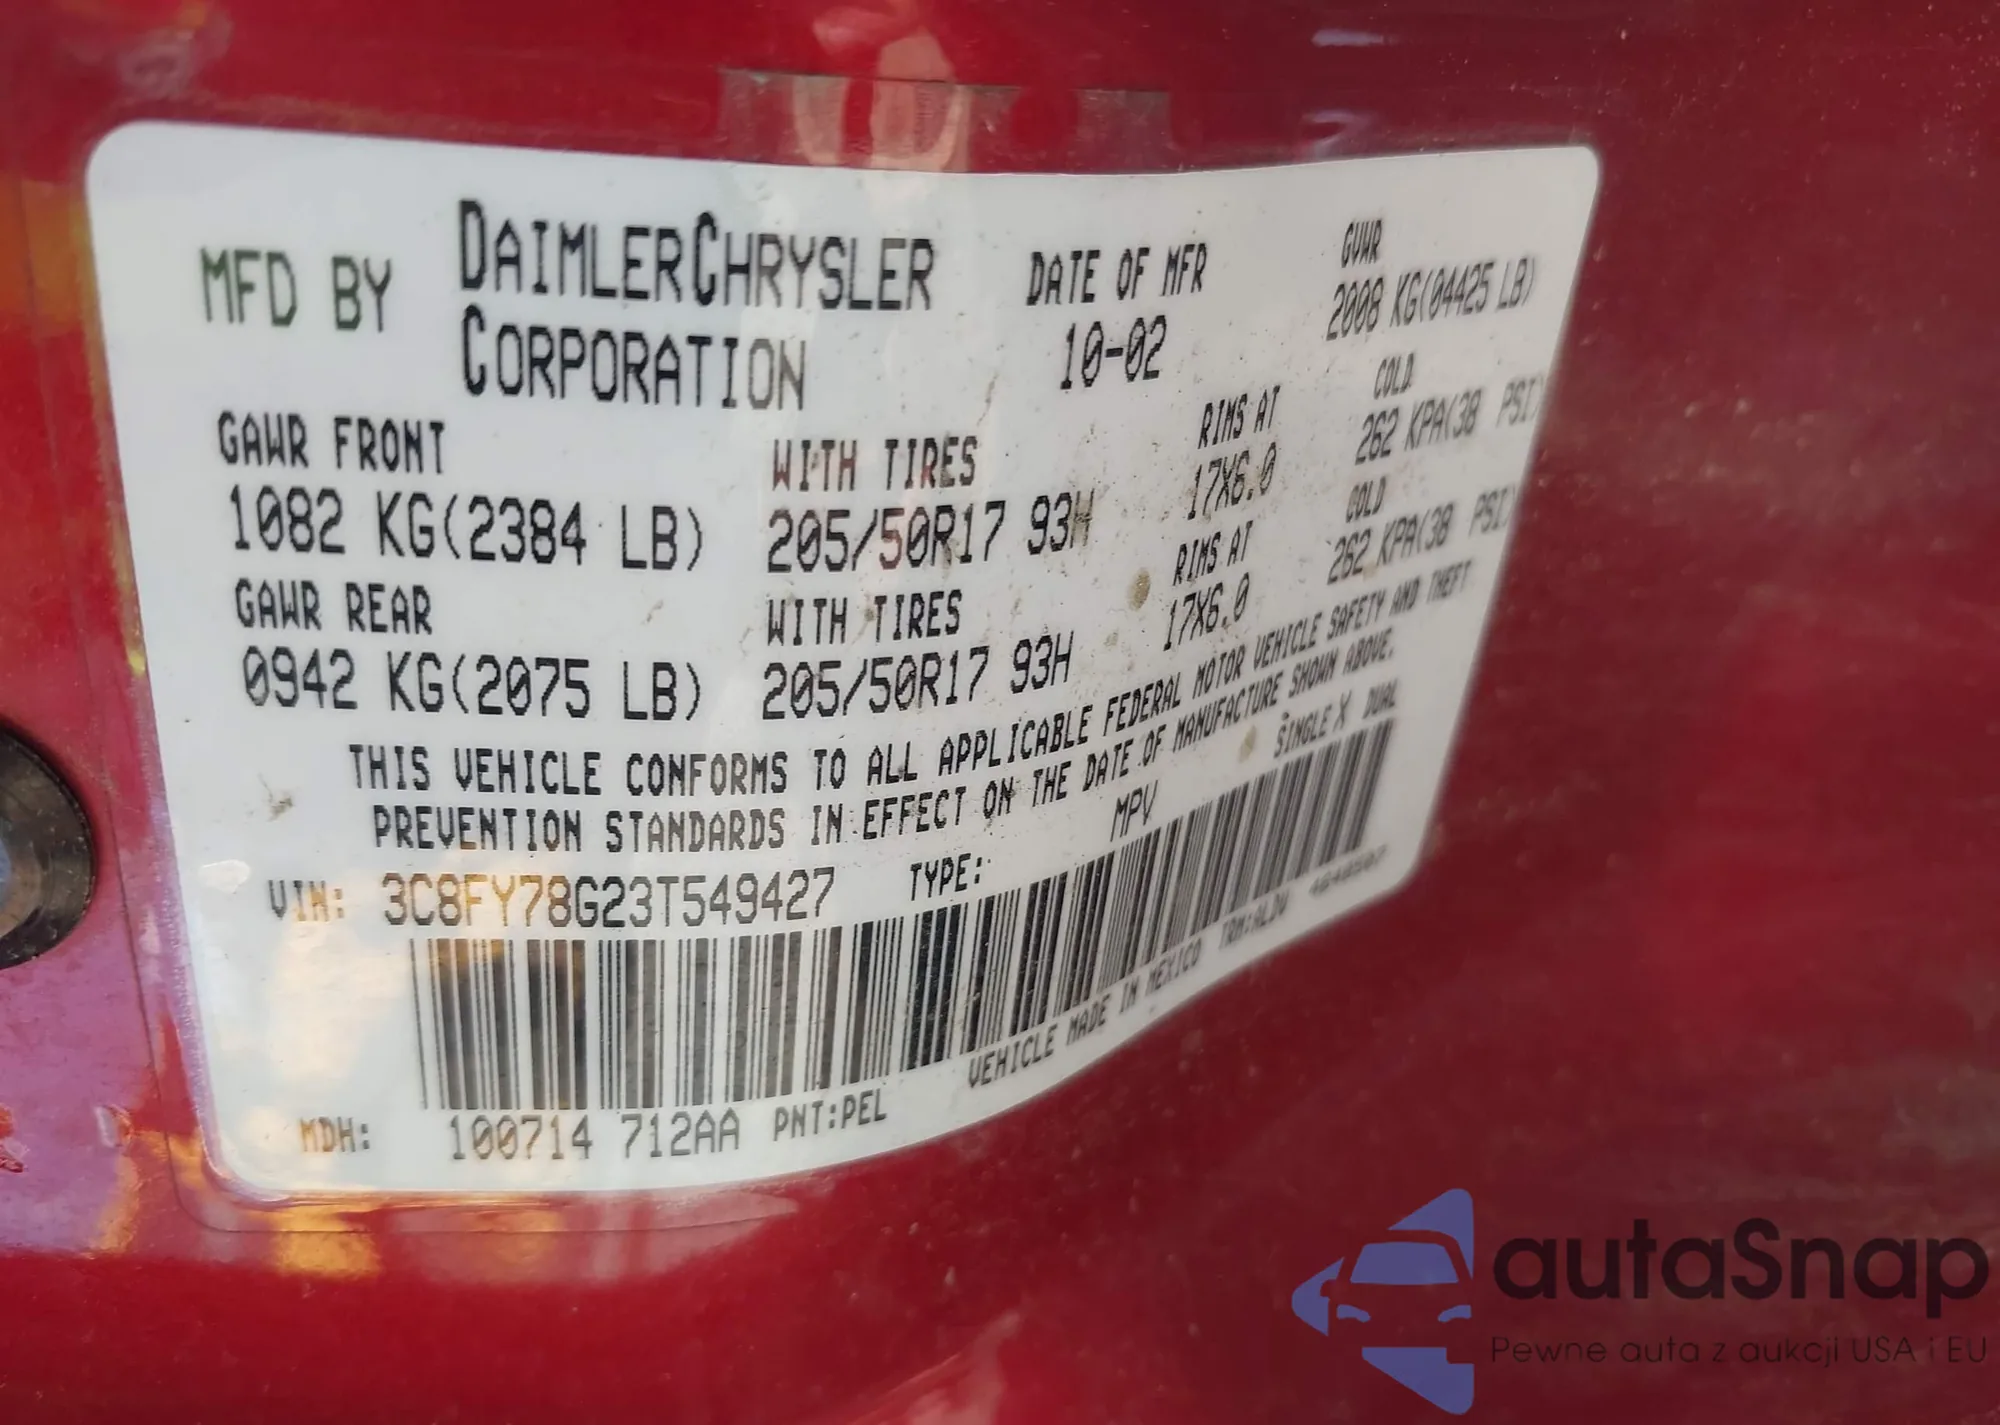 MFD BY DAIMLERCHRYSLER CORPORATION
DATE OF MFR
10-02
GVWR
2008 KG(04425 LB)
GAWR FRONT WITH TIRES RIMS AT COLD
1082 KG(2384 LB) 205/50R17 93H 17X6.0 262 KPA(38 PSI)
GAWR REAR WITH TIRES RIMS AT COLD
0942 KG(2075 LB) 205/50R17 93H 17X6.0 262 KPA(38 PSI)
THIS VEHICLE CONFORMS TO ALL APPLICABLE FEDERAL MOTOR VEHICLE SAFETY AND THEFT
PREVENTION STANDARDS IN EFFECT ON THE DATE OF MANUFACTURE SHOWN ABOVE.
VIN: 3C8FY78G23T549427 TYPE: MPV SINGLE X DUAL
MDH: 100714 712AA PNT:PEL VEHICLE MADE IN MEXICO TRM:ALDV
autaSnap
Pewne auta z aukcji USA i EU